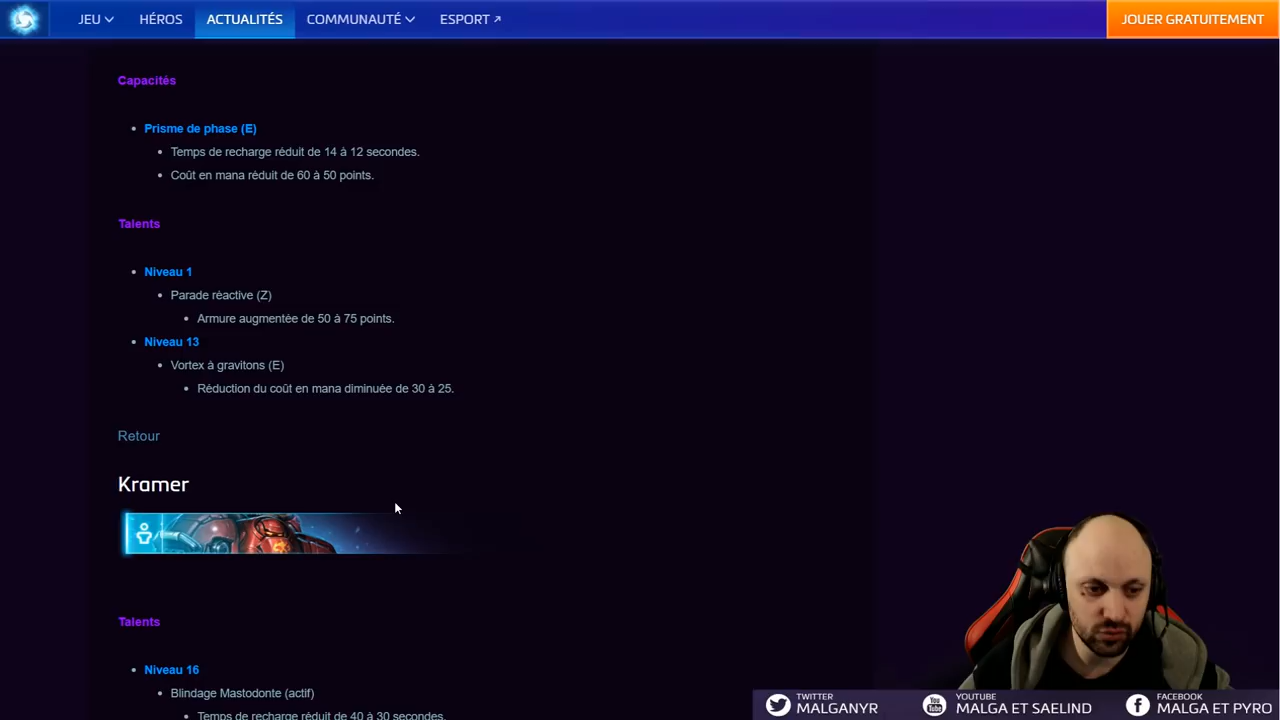 JEU HÉROS ACTUALITÉS COMMUNAUTÉ ESPORT JOUER GRATUITEMENT
Capacités
Prisme de phase (E)
Temps de recharge réduit de 14 à 12 secondes.
Coût en mana réduit de 60 à 50 points.
Talents
Niveau 1
Parade réactive (Z)
Armure augmentée de 50 à 75 points.
Niveau 13
Vortex à gravitons (E)
Réduction du coût en mana diminuée de 30 à 25.
Retour
Kramer
Talents
Niveau 16
Blindage Mastodonte (actif)
Temps de recharge réduit de 40 à 30 secondes.
TWITTER
MALGANYR
YOUTUBE
MALGA ET SAELIND
FACEBOOK
MALGA ET PYRO